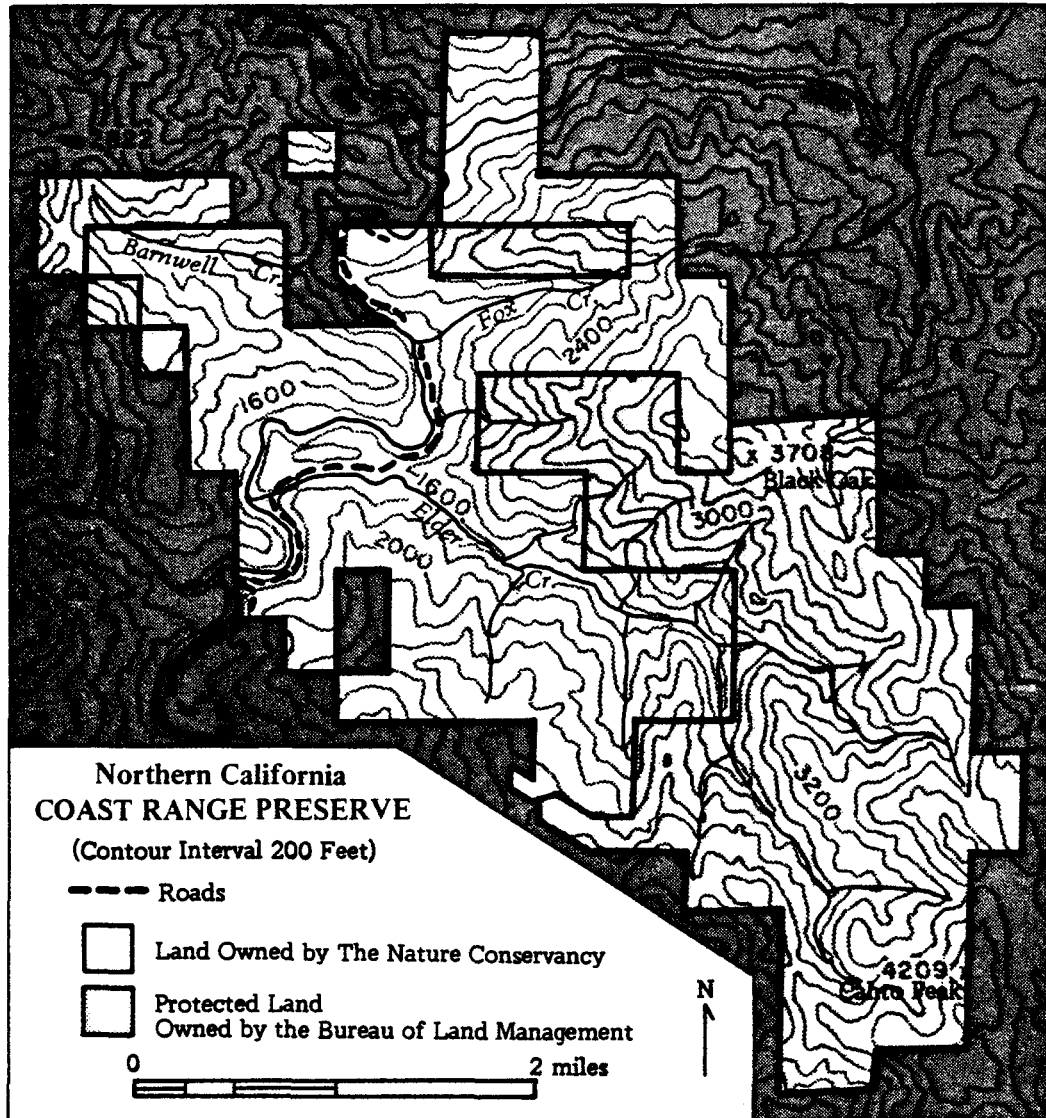 Barnwell
Cr.
Fox
Cr.
2400
1600
x 3708
Black Oak
1600
3000
Elder
2000
Cr.
Northern California
COAST RANGE PRESERVE
(Contour Interval 200 Feet)
3200
Roads
Land Owned by The Nature Conservancy
4209
Cahto Peak
Protected Land
Owned by the Bureau of Land Management
N
0
2 miles